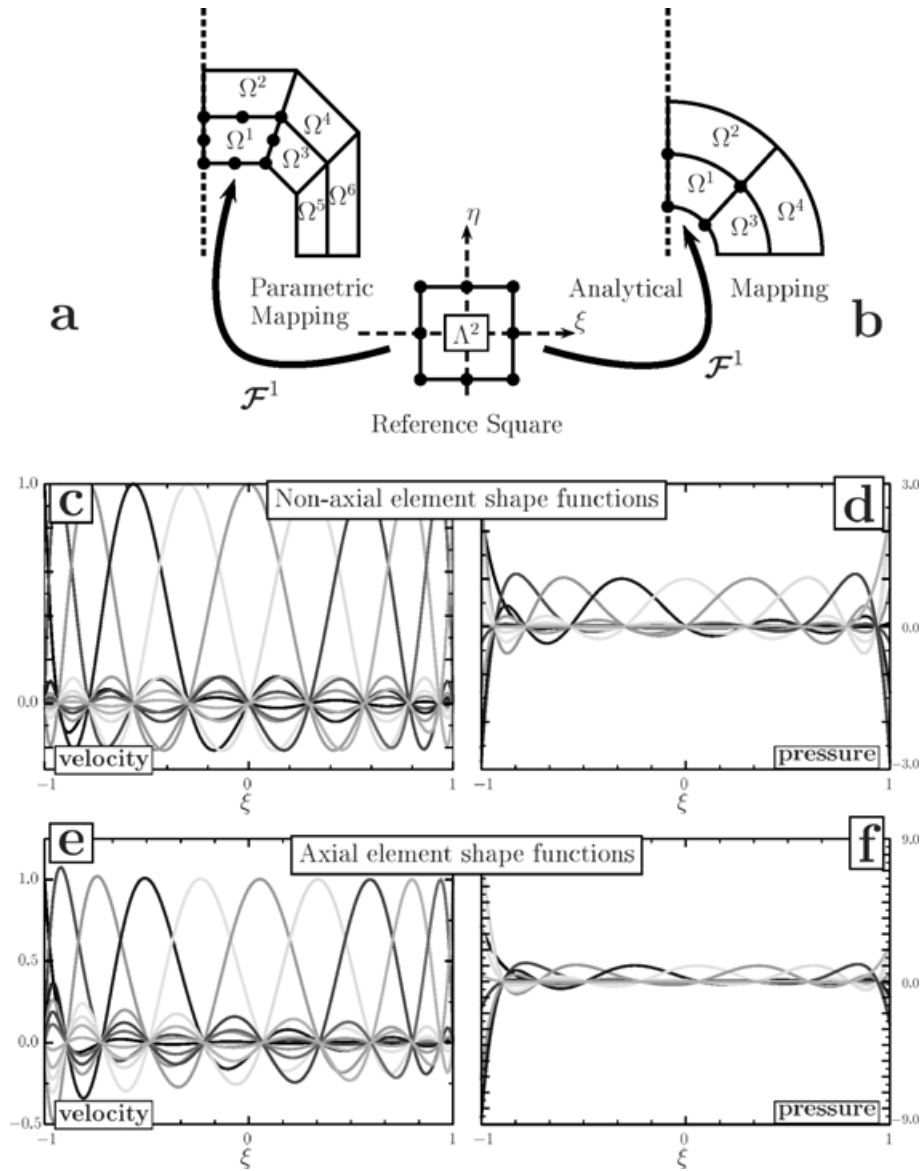 Ω²
Ω¹
Ω⁴
Ω³
Ω⁵
Ω⁶
Ω²
Ω¹
Ω³
Ω⁴
a
Parametric
Mapping
η
ξ
Λ²
Analytical
Mapping
b
𝓕¹
𝓕¹
Reference Square
c
Non-axial element shape functions
d
1.0
0.0
velocity
−1
0
1
ξ
3.0
0.0
−3.0
pressure
−1
0
1
ξ
e
Axial element shape functions
f
1.0
0.5
0.0
−0.5
velocity
−1
0
1
ξ
9.0
0.0
−9.0
pressure
−1
0
1
ξ